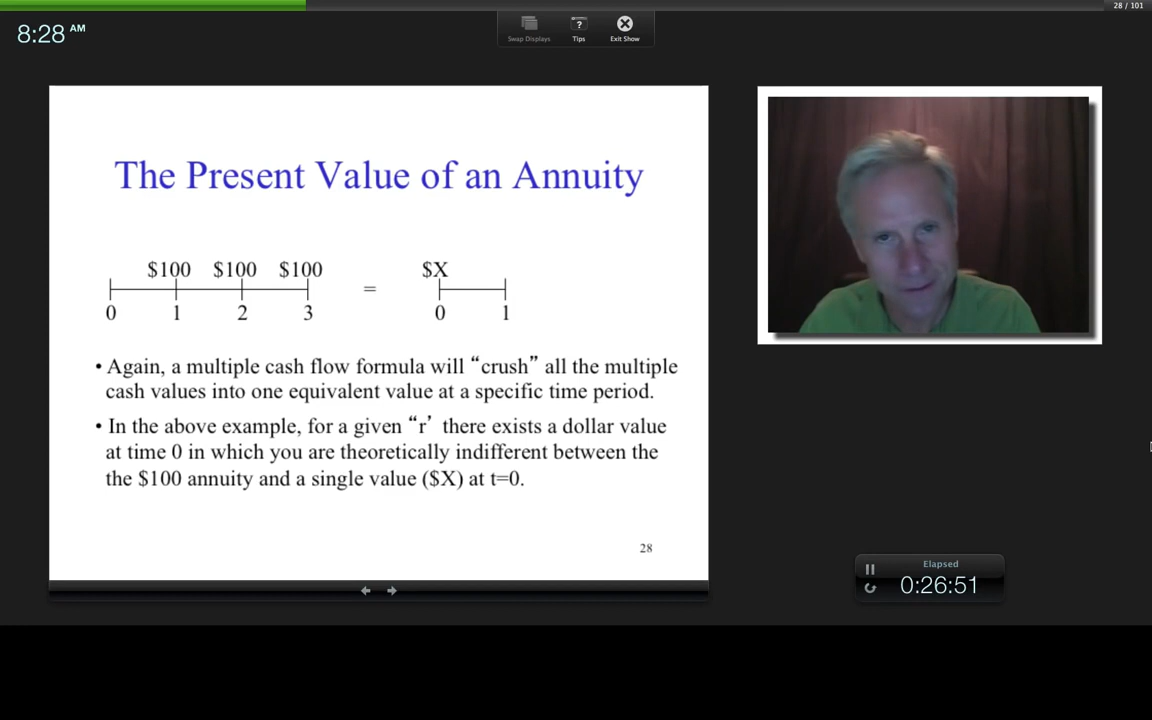 28 / 101
8:28 AM
Swap Displays
Tips
Exit Show
The Present Value of an Annuity
$100 $100 $100 $X
0 1 2 3 = 0 1
• Again, a multiple cash flow formula will “crush” all the multiple
cash values into one equivalent value at a specific time period.
• In the above example, for a given “r’ there exists a dollar value
at time 0 in which you are theoretically indifferent between the
the $100 annuity and a single value ($X) at t=0.
28
Elapsed
0:26:51